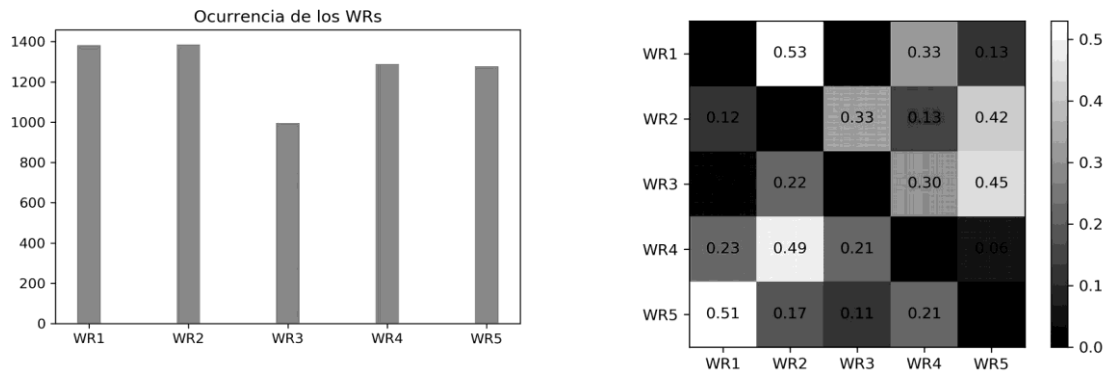 Ocurrencia de los WRs
1400
1200
1000
800
600
400
200
0
WR1 WR2 WR3 WR4 WR5
WR1 0.53 0.33 0.13
WR2 0.12 0.33 0.13 0.42
WR3 0.22 0.30 0.45
WR4 0.23 0.49 0.21 0.06
WR5 0.51 0.17 0.11 0.21
WR1 WR2 WR3 WR4 WR5
0.5
0.4
0.3
0.2
0.1
0.0